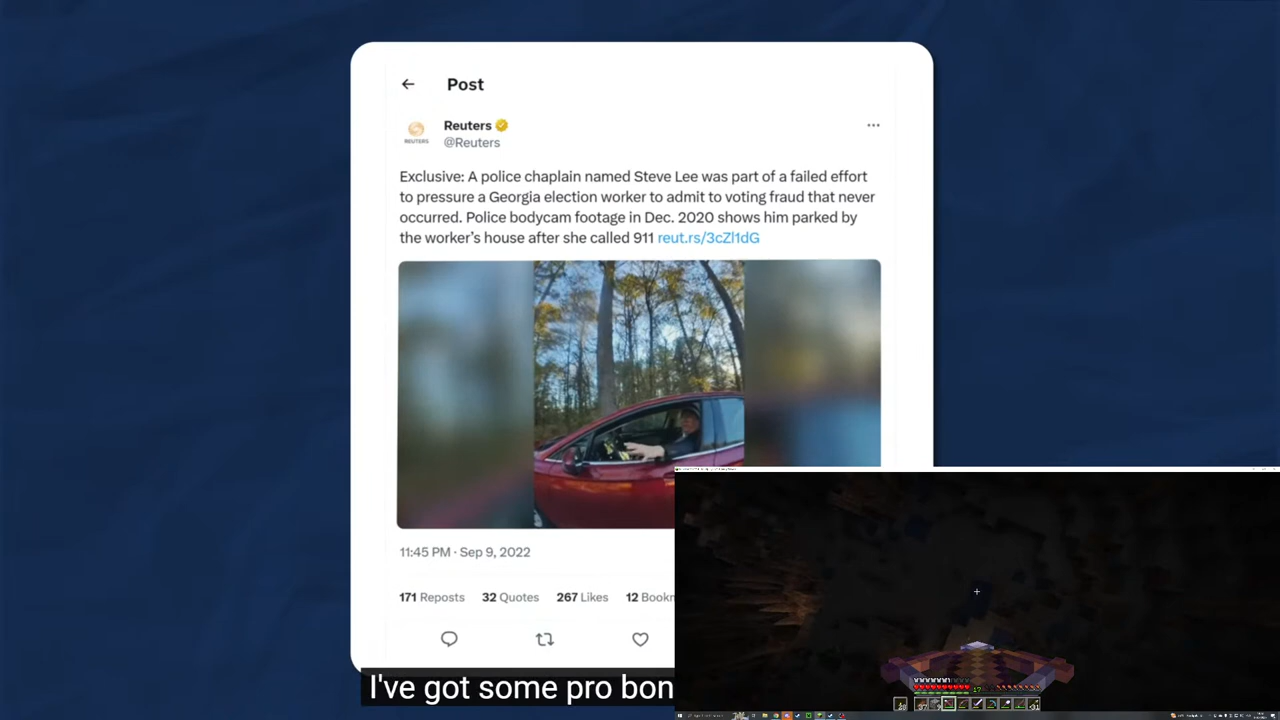 Post
Reuters
@Reuters
REUTERS
Exclusive: A police chaplain named Steve Lee was part of a failed effort
to pressure a Georgia election worker to admit to voting fraud that never
occurred. Police bodycam footage in Dec. 2020 shows him parked by
the worker's house after she called 911 reut.rs/3cZl1dG
11:45 PM · Sep 9, 2022
171 Reposts 32 Quotes 267 Likes 12 Bookn
I've got some pro bon
17